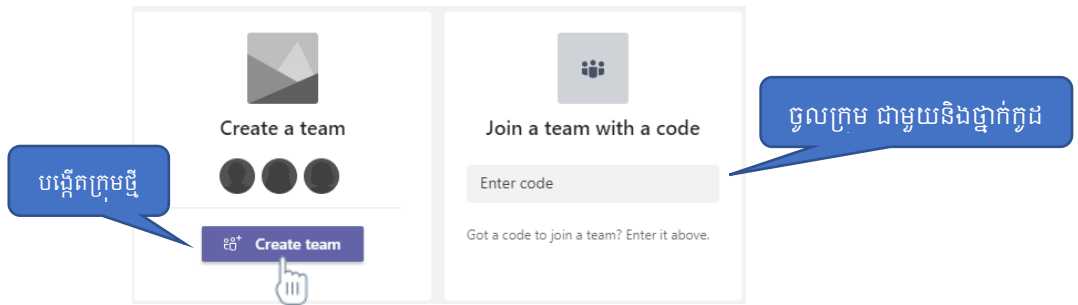 Create a team
Join a team with a code
ចូលក្រុម ជាមួយនិងថ្នាក់កូដ
Enter code
បង្កើតក្រុមថ្មី
Create team
Got a code to join a team? Enter it above.